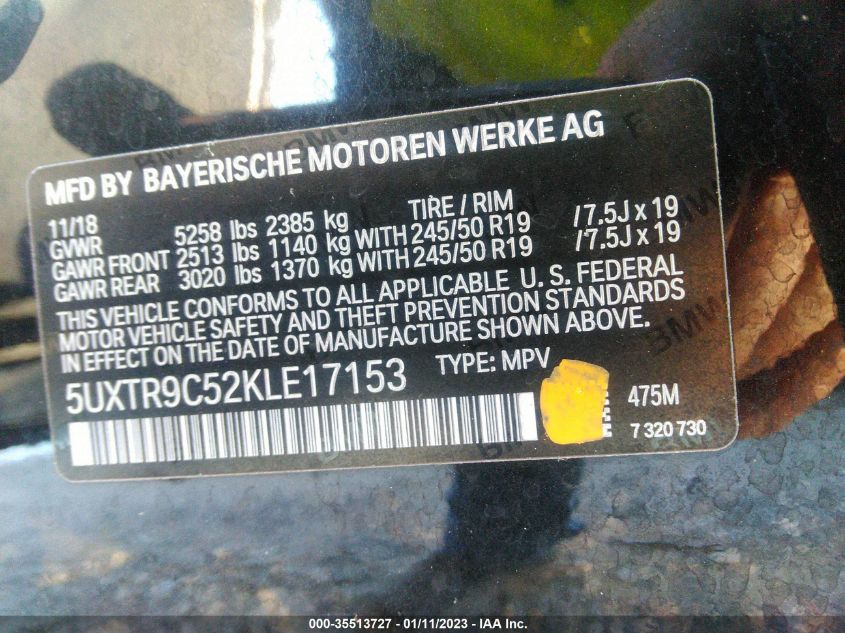 MFD BY BAYERISCHE MOTOREN WERKE AG
11/18 TIRE / RIM
GVWR 5258 lbs 2385 kg
GAWR FRONT 2513 lbs 1140 kg WITH 245/50 R19 /7.5J x 19
GAWR REAR 3020 lbs 1370 kg WITH 245/50 R19 /7.5J x 19
THIS VEHICLE CONFORMS TO ALL APPLICABLE U. S. FEDERAL
MOTOR VEHICLE SAFETY AND THEFT PREVENTION STANDARDS
IN EFFECT ON THE DATE OF MANUFACTURE SHOWN ABOVE.
5UXTR9C52KLE17153 TYPE: MPV
475M
7 320 730
000-35513727 - 01/11/2023 - IAA Inc.